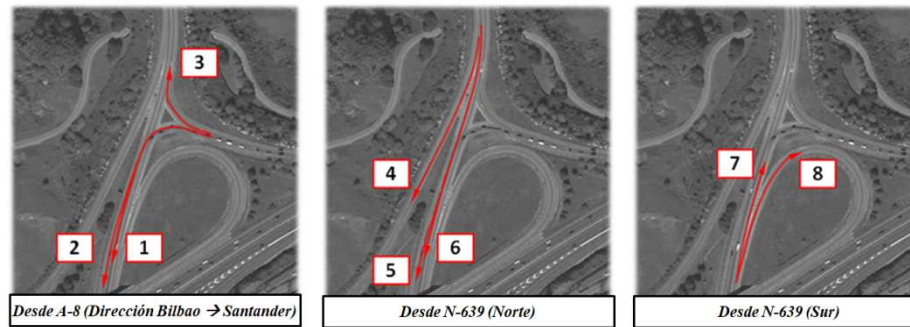 3
2
1
Desde A-8 (Dirección Bilbao → Santander)
4
5
6
Desde N-639 (Norte)
7
8
Desde N-639 (Sur)